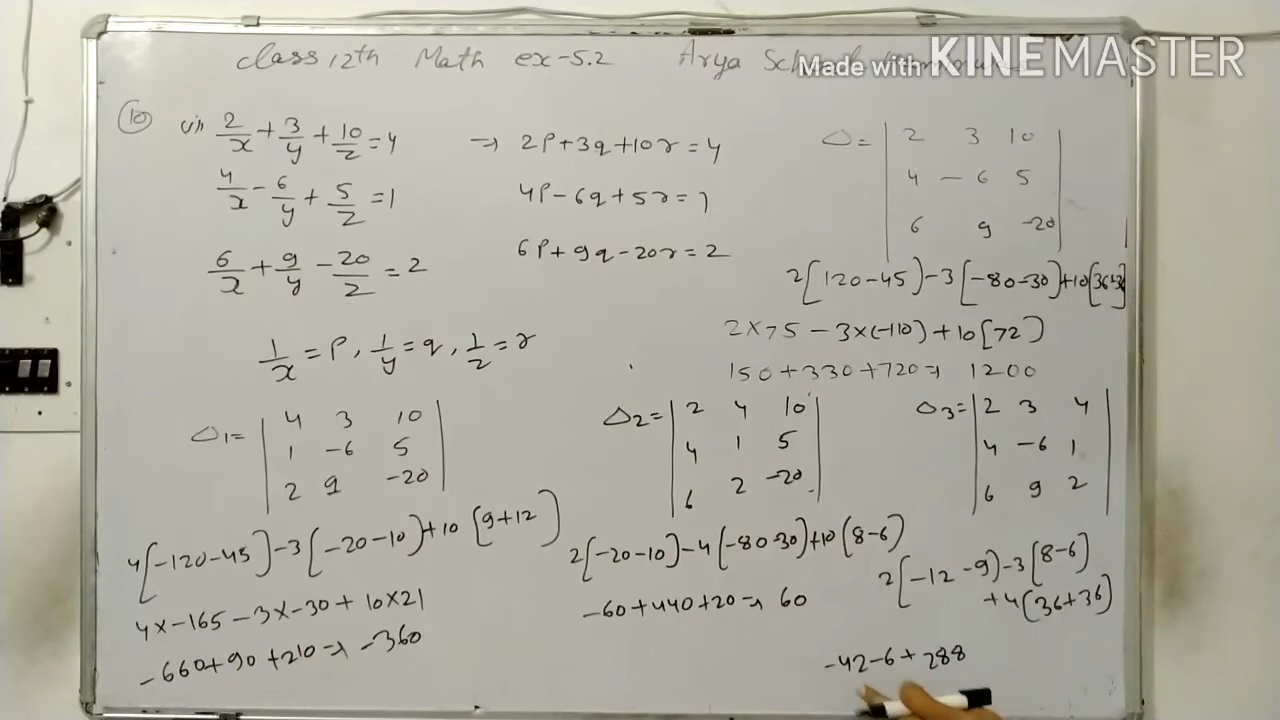 class 12th Math ex-5.2 Arya
Made with KINEMASTER
(10) (i) 2/x + 3/y + 10/z = 4
4/x - 6/y + 5/z = 1
6/x + 9/y - 20/z = 2
→ 2P+3q+10r=4
4P-6q+5r=1
6P+9q-20r=2
1/x = P, 1/y = q, 1/z = r
Δ= | 2 3 10 |
4 -6 5
6 9 -20
2[120-45)-3[-80-30)+10[36+36]
2×75-3×(-110)+10[72)
150+330+720→ 1200
Δ1= | 4 3 10 |
1 -6 5
2 9 -20
4[-120-45)-3[-20-10)+10[9+12)
4×-165-3×-30+10×21
-660+90+210→ -360
Δ2= | 2 4 10 |
4 1 5
6 2 -20
2(-20-10)-4(-80-30)+10(8-6)
-60+440+20→ 60
Δ3= | 2 3 4 |
4 -6 1
6 9 2
2(-12-9)-3(8-6)
+4(36+36)
-42-6+288